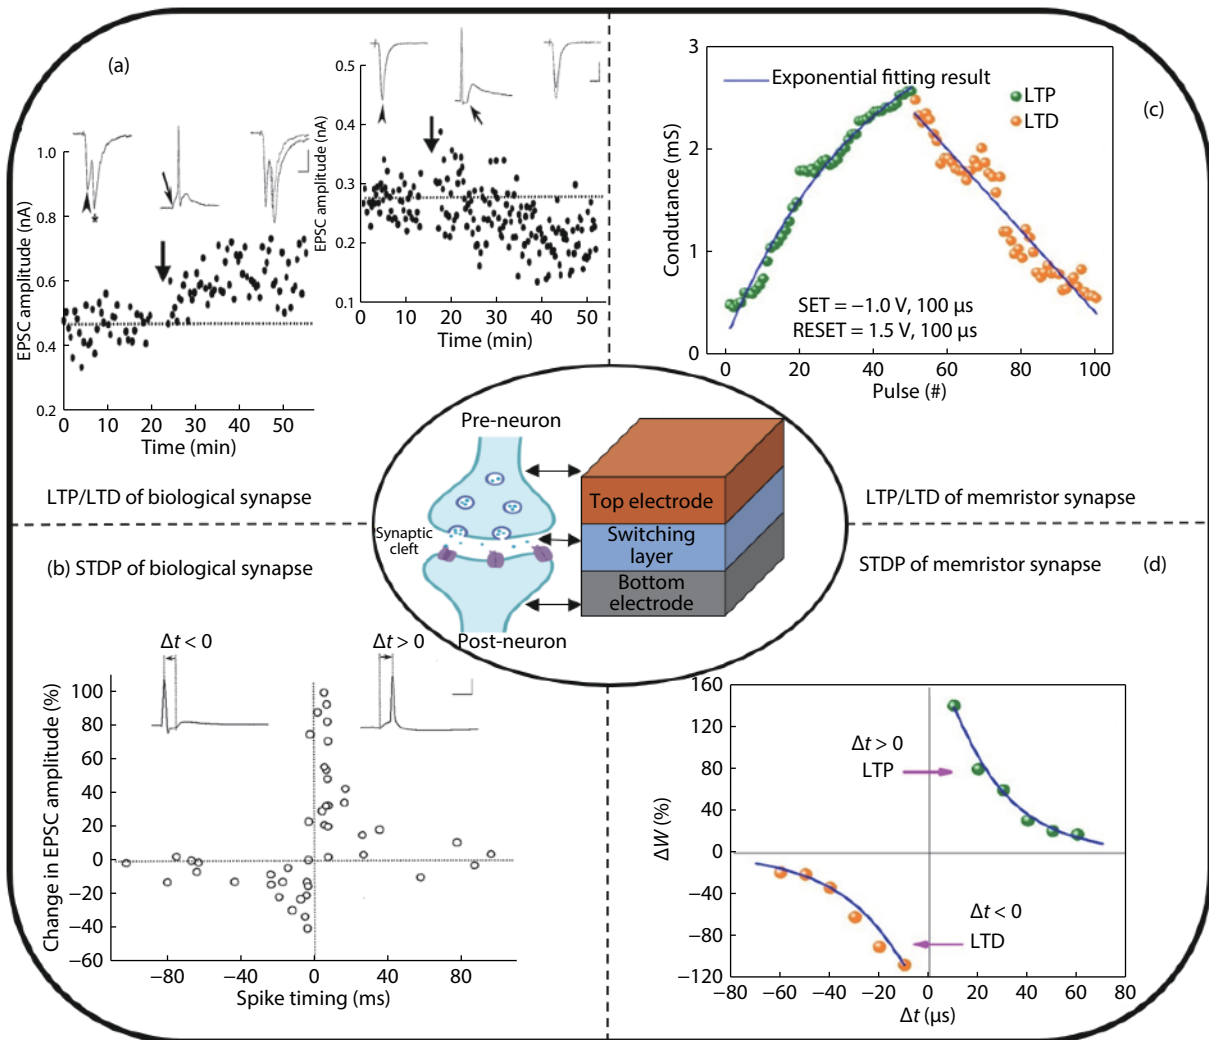 (a)
EPSC amplitude (nA)
1.0
0.8
0.6
0.4
0.2
*
0 10 20 30 40 50
Time (min)
EPSC amplitude (nA)
0.5
0.4
0.3
0.2
0.1
0 10 20 30 40 50
Time (min)
LTP/LTD of biological synapse
(c)
Condutance (mS)
3
2
1
0
Exponential fitting result
LTP
LTD
SET = −1.0 V, 100 µs
RESET = 1.5 V, 100 µs
0 20 40 60 80 100
Pulse (#)
LTP/LTD of memristor synapse
Pre-neuron
Synaptic
cleft
Post-neuron
Top electrode
Switching
layer
Bottom
electrode
(b) STDP of biological synapse
Δt < 0
Δt > 0
Change in EPSC amplitude (%)
100
80
60
40
20
0
−20
−40
−60
−80 −40 0 40 80
Spike timing (ms)
STDP of memristor synapse
(d)
ΔW (%)
160
140
80
40
0
−40
−80
−120
Δt > 0
LTP
Δt < 0
LTD
−80 −60 −40 −20 0 20 40 60 80
Δt (µs)